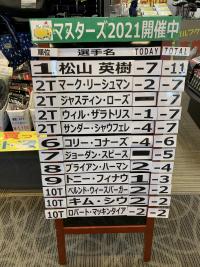 マスターズ2021開催中
順位 選手名 TODAY TOTAL
1 松山 英樹 -7 -11
2T マーク・リーシュマン -2 -7
2T ジャスティン・ローズ -7
2T ウィル・ザラトリス -1 -7
2T サンダー・シャウフェレ -4 -7
6 コリー・コナーズ -4 -6
7 ジョーダン・スピース -5
8 ブライアン・ハーマン -2 -4
9 トニー・フィナウ -3
10T ベルンド・ウィースバーガー -2 -2
10T キム・シウ -2
10T ロバート・マッキンタイア -2 -2